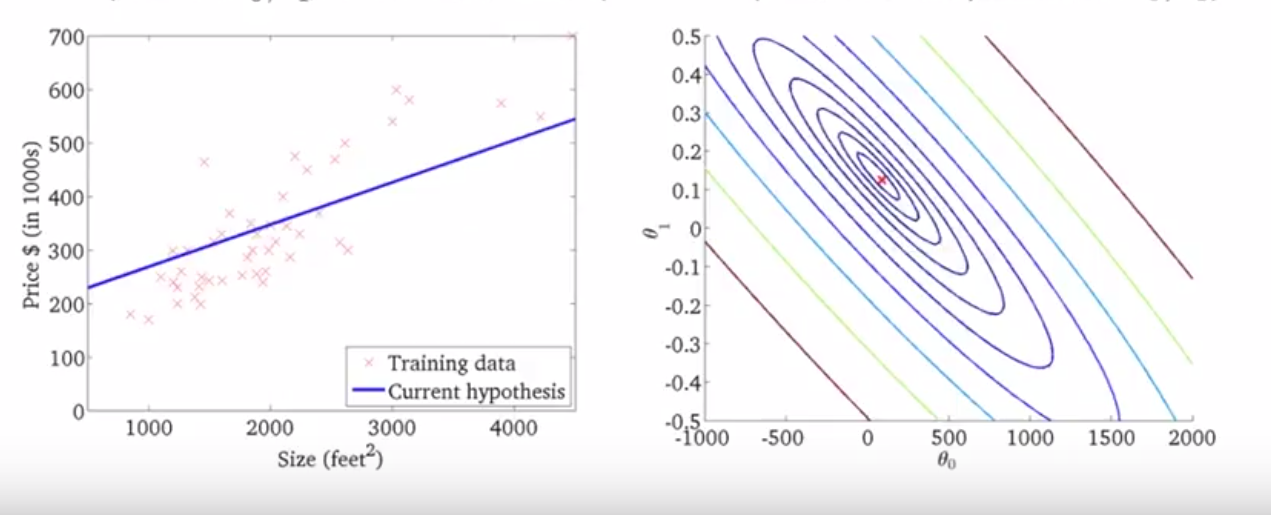 700
600
500
400
300
200
100
0
Price $ (in 1000s)
1000 2000 3000 4000
Size (feet²)
Training data
Current hypothesis
0.5
0.4
0.3
0.2
0.1
0
-0.1
-0.2
-0.3
-0.4
-0.5
θ₁
-1000 -500 0 500 1000 1500 2000
θ₀